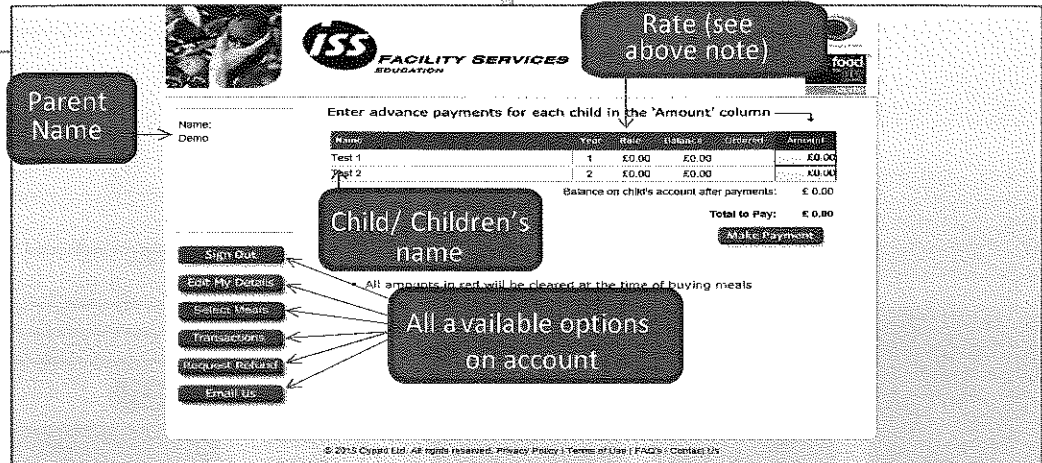 ISS
FACILITY SERVICES
EDUCATION
Rate (see
above note)
food
Parent
Name
Name:
Demo
Enter advance payments for each child in the 'Amount' column
Name Year Rate Balance Ordered Amount
Test 1 1 £0.00 £0.00 £0.00
Test 2 2 £0.00 £0.00 £0.00
Balance on child's account after payments: £ 0.00
Total to Pay: £ 0.00
Make Payment
Child/ Children's
name
Sign Out
Edit My Details
Select Meals
Transactions
Request Refund
Email Us
• All amounts in red will be cleared at the time of buying meals
All available options
on account
© 2015 Cypad Ltd. All rights reserved. Privacy Policy | Terms of Use | FAQ's | Contact Us